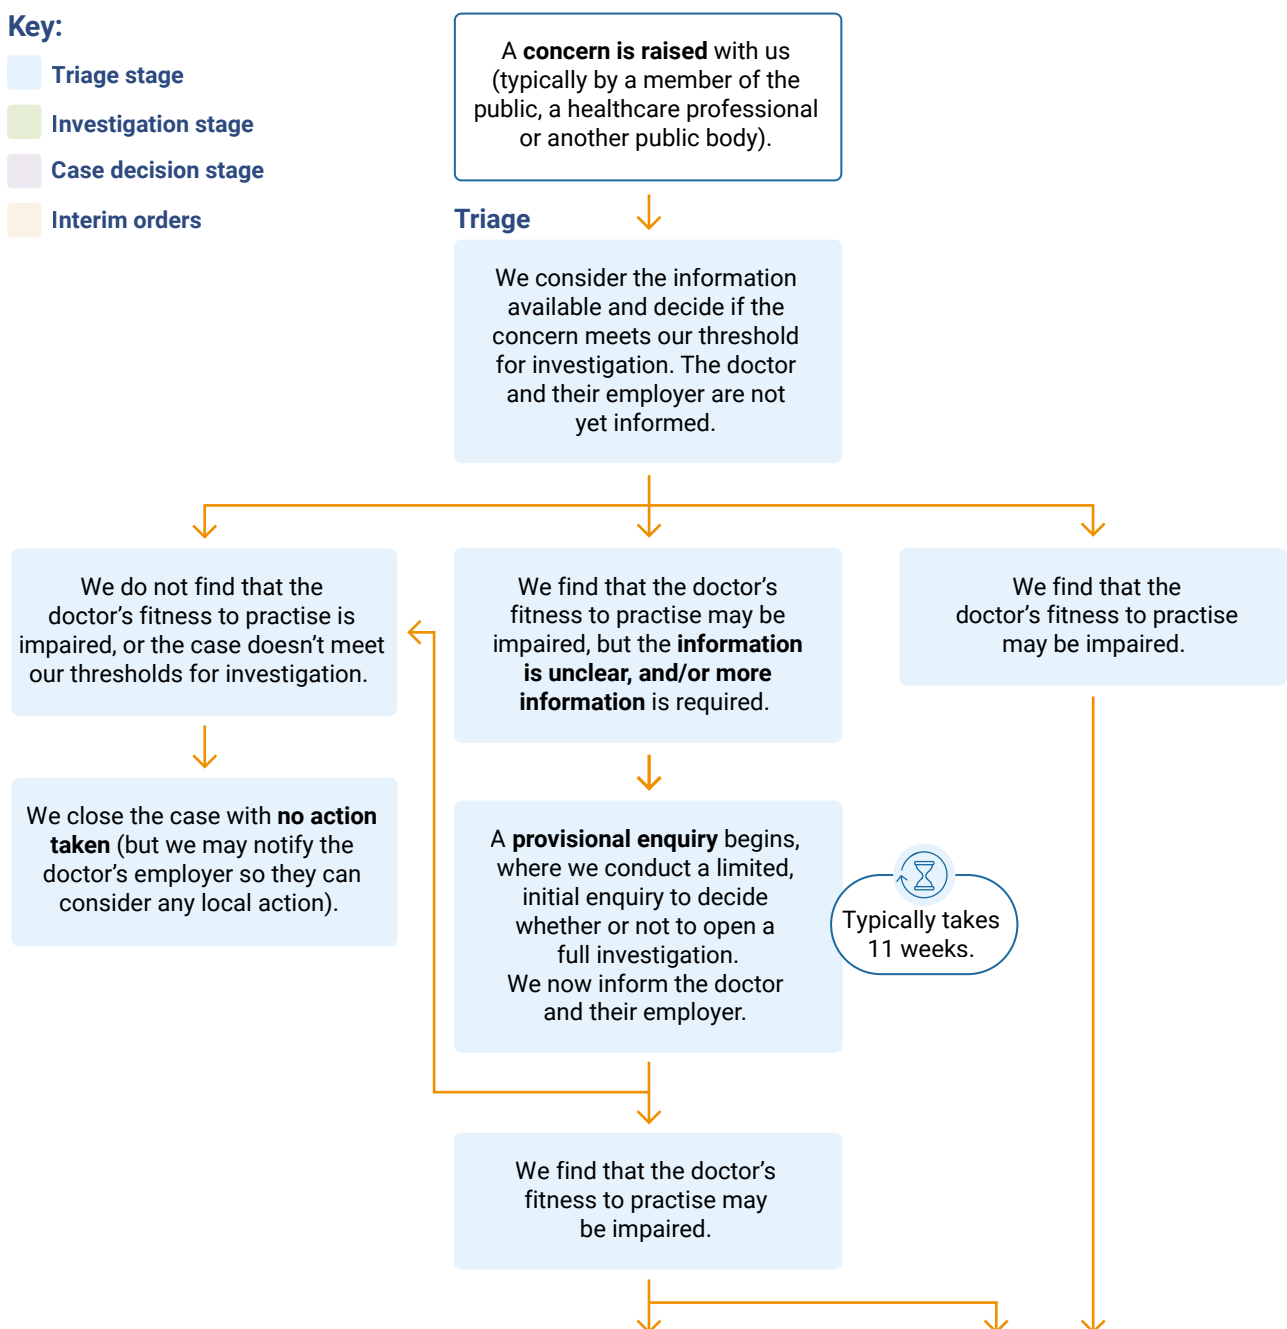 Key:
Triage stage
Investigation stage
Case decision stage
Interim orders
A concern is raised with us
(typically by a member of the
public, a healthcare professional
or another public body).
Triage
We consider the information
available and decide if the
concern meets our threshold
for investigation. The doctor
and their employer are not
yet informed.
We do not find that the
doctor’s fitness to practise is
impaired, or the case doesn’t meet
our thresholds for investigation.
We find that the doctor’s
fitness to practise may be
impaired, but the information
is unclear, and/or more
information is required.
We find that the
doctor’s fitness to practise
may be impaired.
We close the case with no action
taken (but we may notify the
doctor’s employer so they can
consider any local action).
A provisional enquiry begins,
where we conduct a limited,
initial enquiry to decide
whether or not to open a
full investigation.
We now inform the doctor
and their employer.
Typically takes
11 weeks.
We find that the doctor’s
fitness to practise may
be impaired.